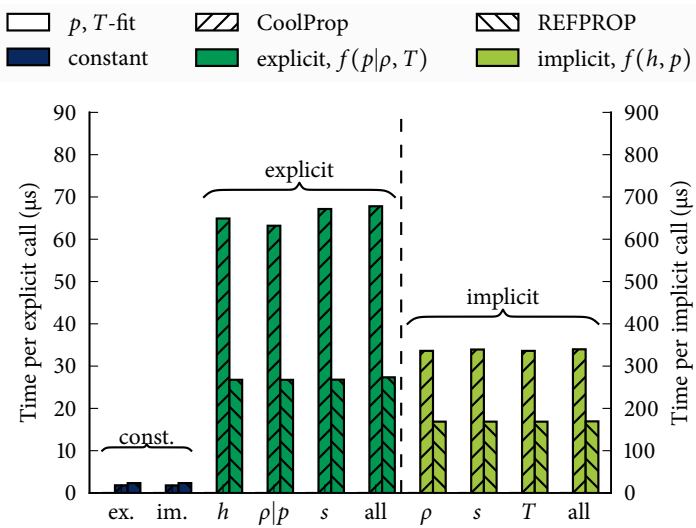 p, T-fit CoolProp REFPROP
constant explicit, f(p|ρ, T) implicit, f(h, p)
90 900
80 800
70 explicit 700
60 600
50 500
implicit
40 400
30 300
20 200
const.
10 100
0 0
ex. im. h ρ|p s all ρ s T all
Time per explicit call (μs)
Time per implicit call (μs)